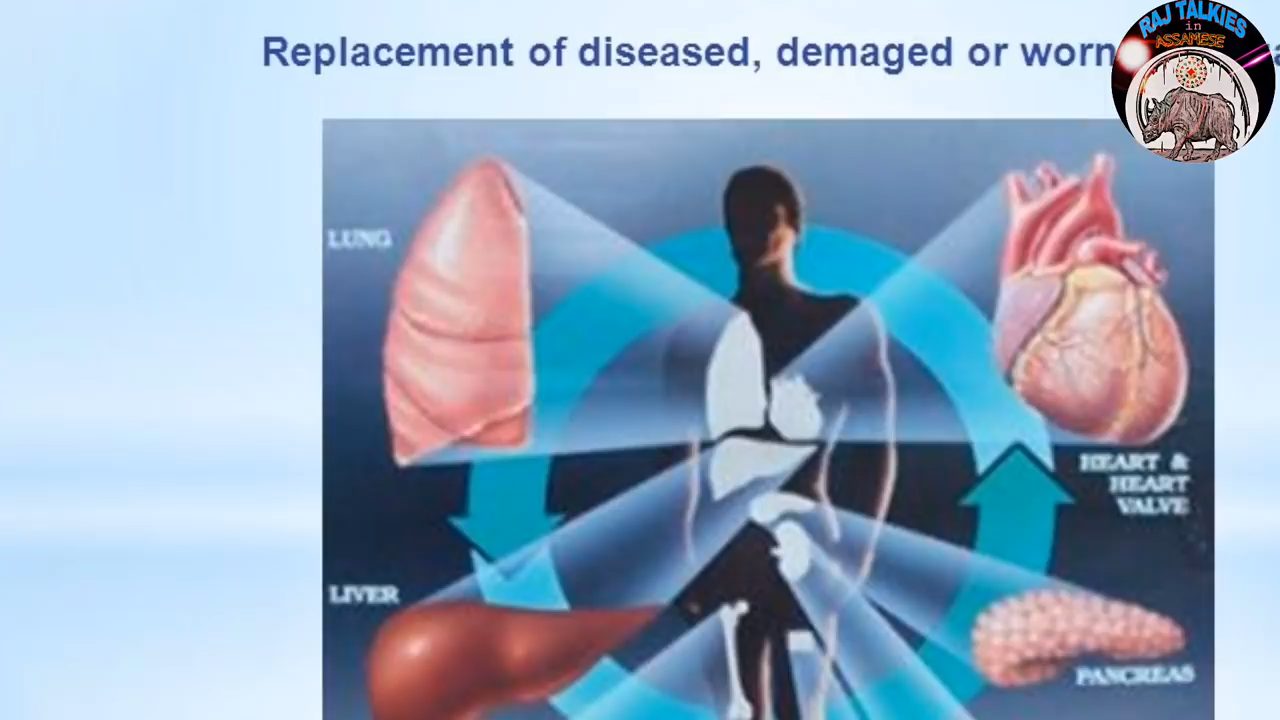 Replacement of diseased, demaged or worn
RAJ TALKIES
in
ASSAMESE
LUNG
HEART &
HEART
VALVE
LIVER
PANCREAS